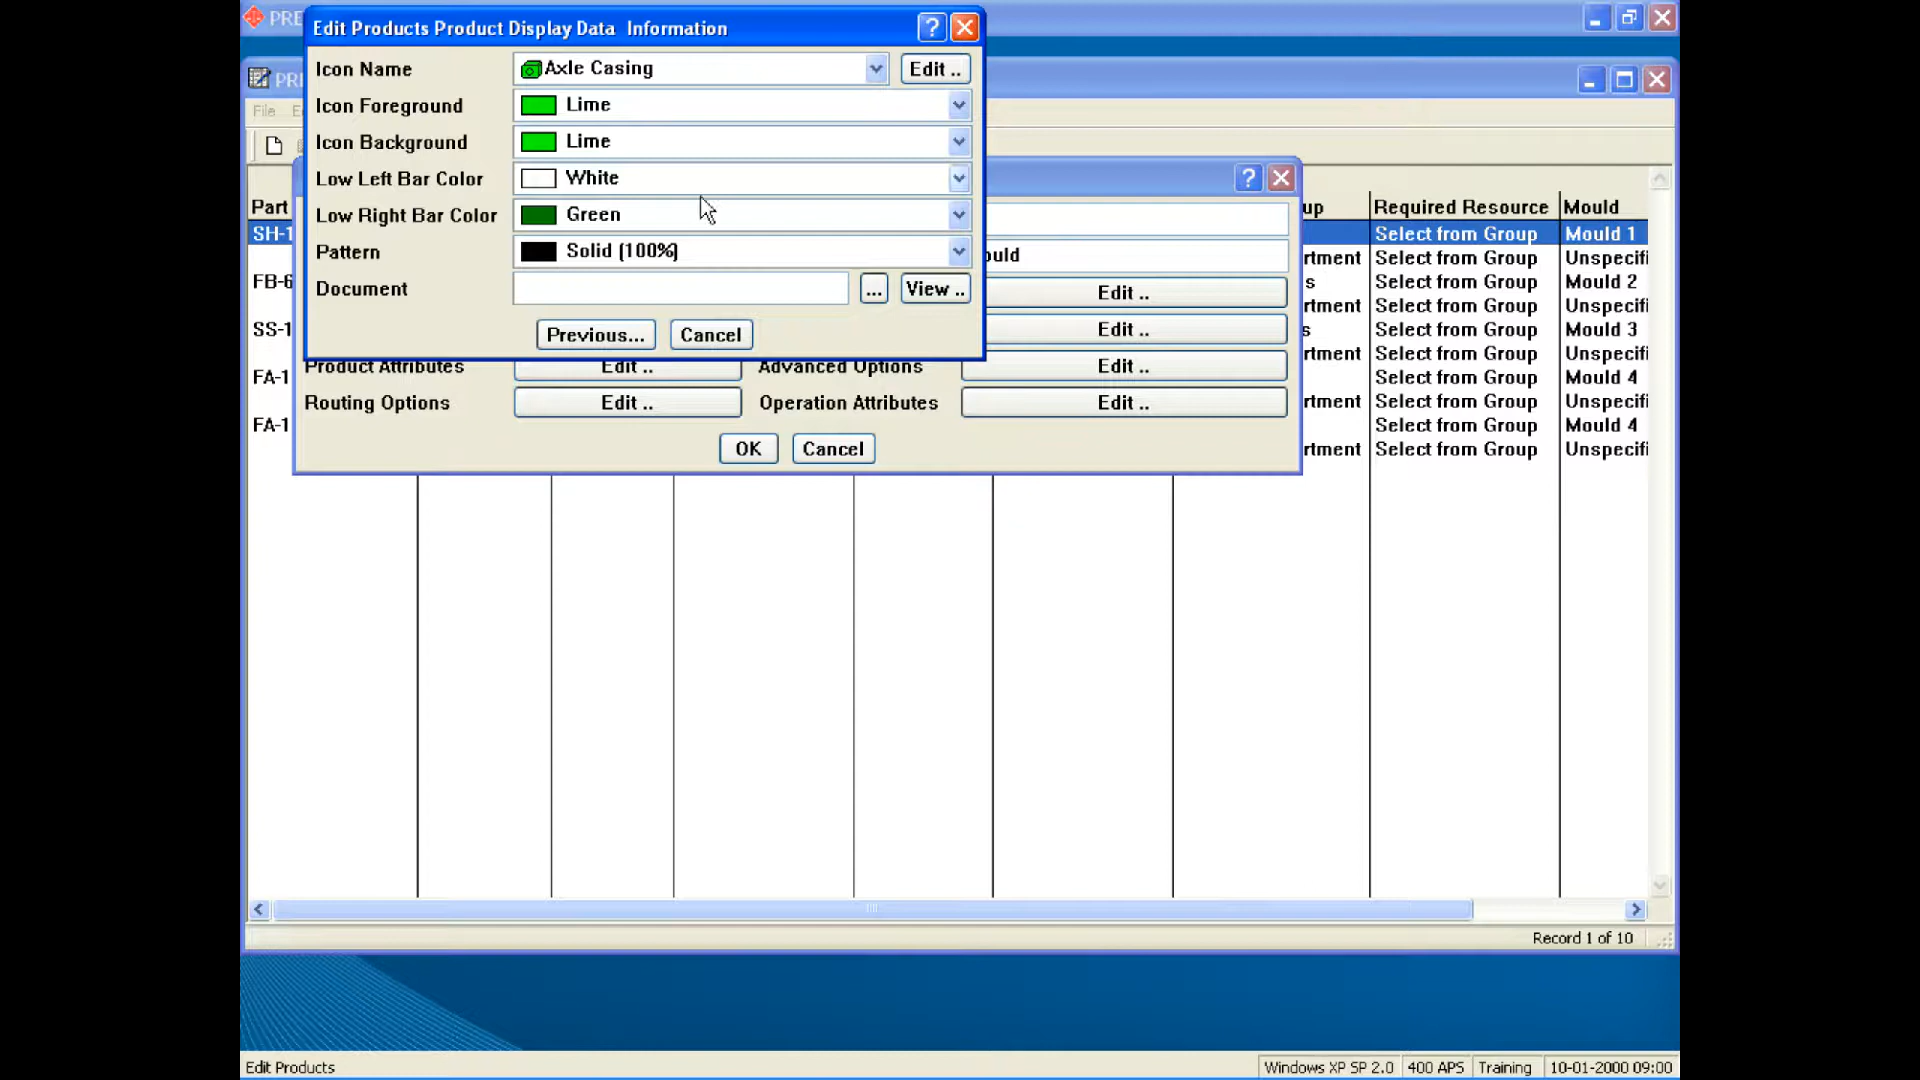 PRE
Edit Products Product Display Data Information
Icon Name Axle Casing Edit ..
Icon Foreground Lime
Icon Background Lime
Low Left Bar Color White
Low Right Bar Color Green
Pattern Solid (100%)
Document ... View ..
Previous... Cancel
PRE
File E
ould
Edit ..
Edit ..
Product Attributes Edit .. Advanced Options Edit ..
Routing Options Edit .. Operation Attributes Edit ..
OK Cancel
Part up Required Resource Mould
SH-1 Select from Group Mould 1
rtment Select from Group Unspecifi
FB-6 s Select from Group Mould 2
rtment Select from Group Unspecifi
SS-1 s Select from Group Mould 3
rtment Select from Group Unspecifi
FA-1 Select from Group Mould 4
rtment Select from Group Unspecifi
FA-1 Select from Group Mould 4
rtment Select from Group Unspecifi
Record 1 of 10
Edit Products Windows XP SP 2.0 400 APS Training 10-01-2000 09:00